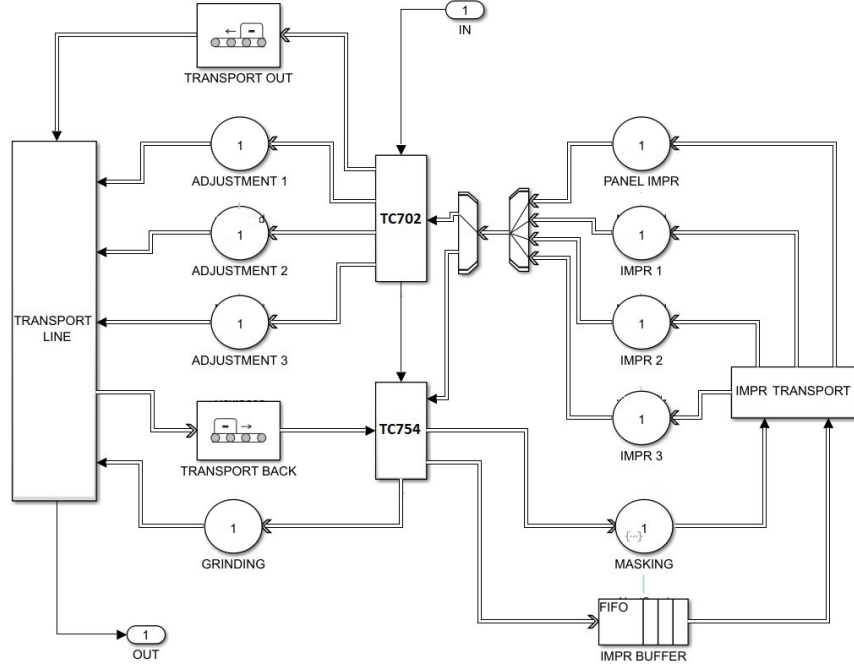 1
IN
TRANSPORT OUT
1
ADJUSTMENT 1
1
PANEL IMPR
TC702
d
1
ADJUSTMENT 2
1
IMPR 1
TRANSPORT
LINE
1
ADJUSTMENT 3
1
IMPR 2
IMPR TRANSPORT
TC754
1
IMPR 3
TRANSPORT BACK
1
GRINDING
1
{...}
MASKING
FIFO
IMPR BUFFER
1
OUT